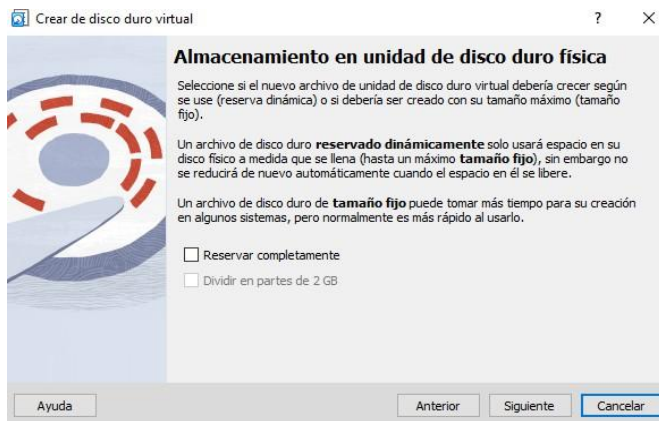 Crear de disco duro virtual
Almacenamiento en unidad de disco duro física
Seleccione si el nuevo archivo de unidad de disco duro virtual debería crecer según
se use (reserva dinámica) o si debería ser creado con su tamaño máximo (tamaño
fijo).
Un archivo de disco duro reservado dinámicamente solo usará espacio en su
disco físico a medida que se llena (hasta un máximo tamaño fijo), sin embargo no
se reducirá de nuevo automáticamente cuando el espacio en él se libere.
Un archivo de disco duro de tamaño fijo puede tomar más tiempo para su creación
en algunos sistemas, pero normalmente es más rápido al usarlo.
Reservar completamente
Dividir en partes de 2 GB
Ayuda Anterior Siguiente Cancelar